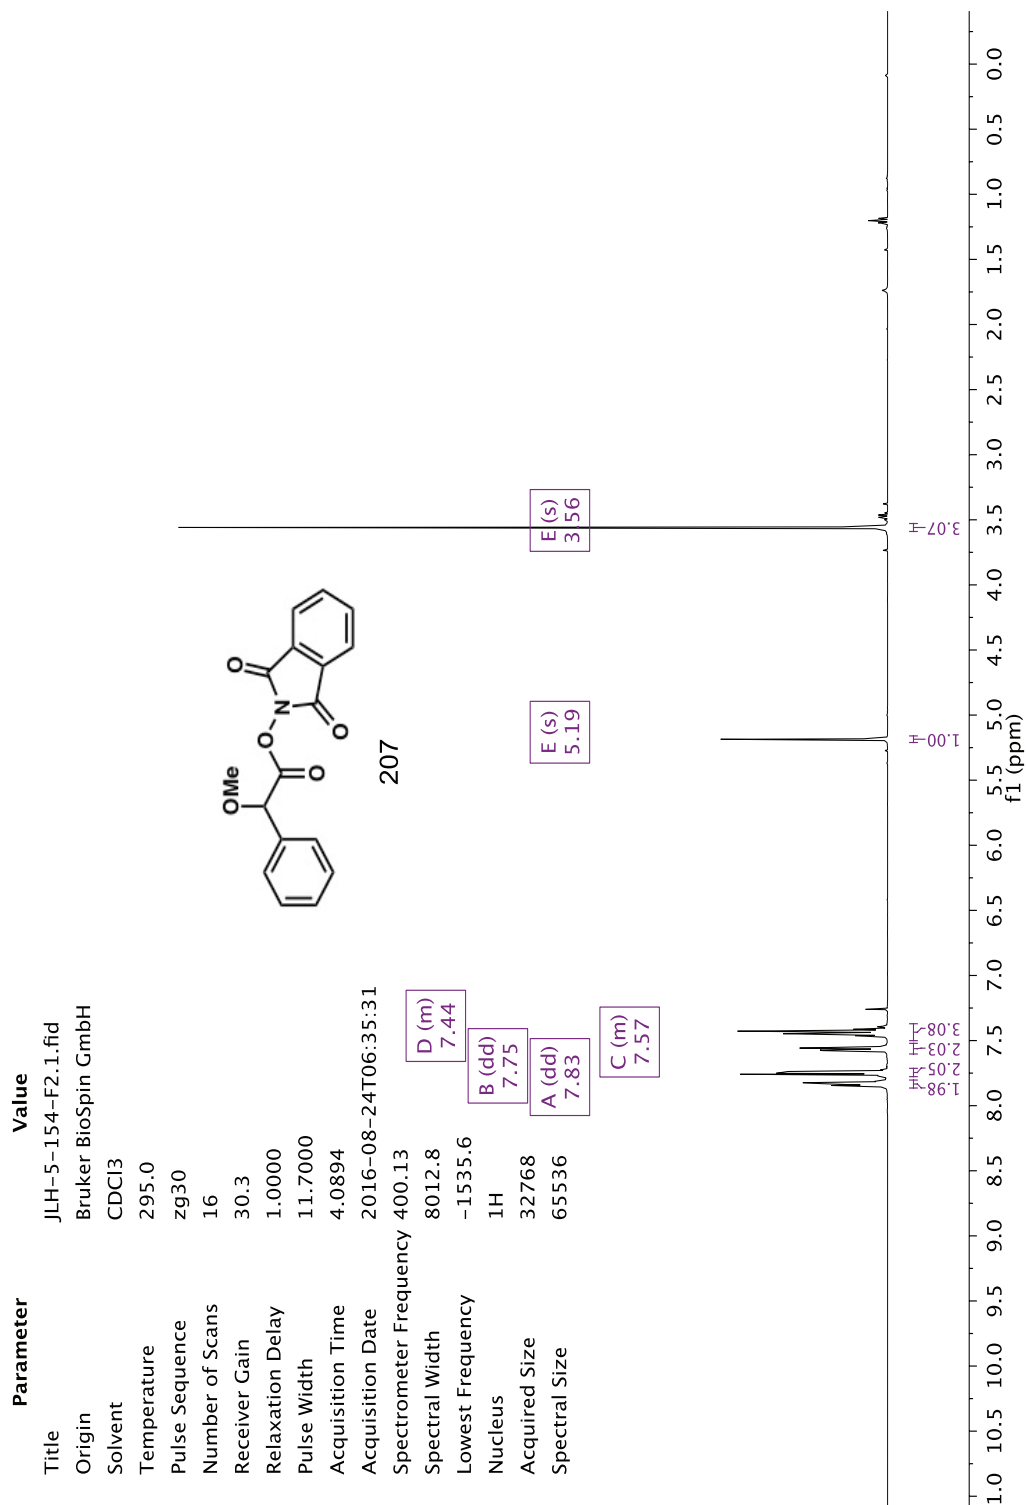 Parameter Value
Title JLH-5-154-F2.1.fid
Origin Bruker BioSpin GmbH
Solvent CDCl3
Temperature 295.0
Pulse Sequence zg30
Number of Scans 16
Receiver Gain 30.3
Relaxation Delay 1.0000
Pulse Width 11.7000
Acquisition Time 4.0894
Acquisition Date 2016-08-24T06:35:31
Spectrometer Frequency 400.13
Spectral Width 8012.8
Lowest Frequency -1535.6
Nucleus 1H
Acquired Size 32768
Spectral Size 65536
OMe
O
O
O
N
O
O
207
D (m)
7.44
B (dd)
7.75
A (dd)
7.83
C (m)
7.57
E (s)
5.19
E (s)
3.56
1.98
2.05
2.03
3.08
1.00
3.07
1.0 10.5 10.0 9.5 9.0 8.5 8.0 7.5 7.0 6.5 6.0 5.5 5.0 4.5 4.0 3.5 3.0 2.5 2.0 1.5 1.0 0.5 0.0
f1 (ppm)